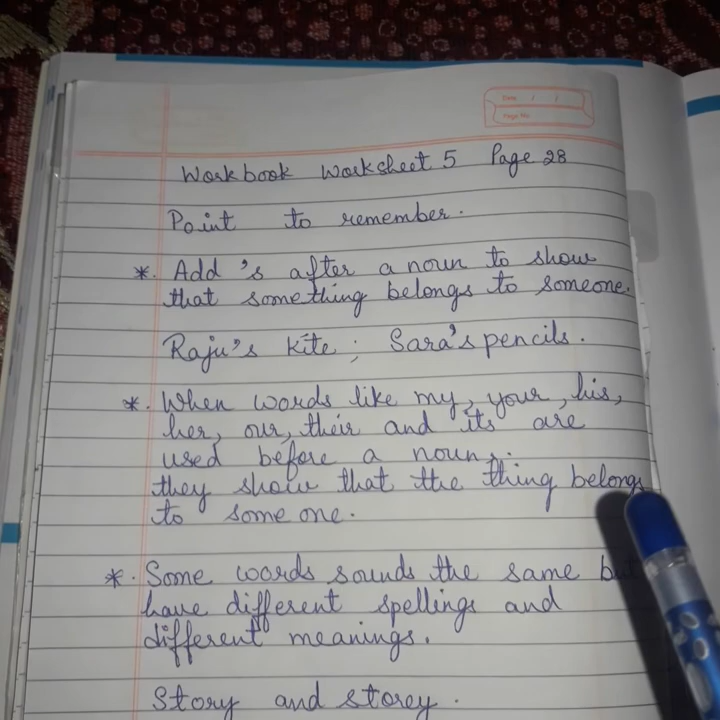 Date / /
Page No.
Workbook Worksheet 5 Page 28
Point to remember.
*. Add 's after a noun to show
that something belongs to someone.
Raju's kite ; Sara's pencils.
*. When words like my, your, his,
her, our, their and its are
used before a noun,
they show that the thing belongs
to some one.
*. Some words sounds the same but
have different spellings and
different meanings.
Story and storey.